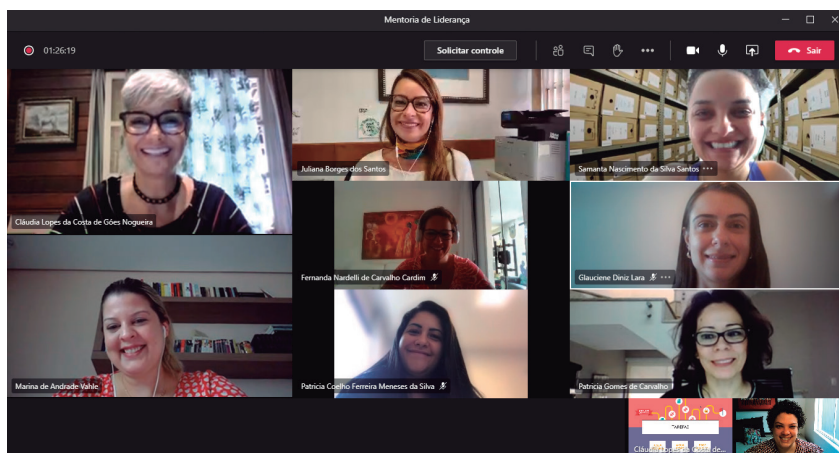 Mentoria de Liderança
01:26:19
Solicitar controle
Sair
Cláudia Lopes da Costa de Góes Nogueira
Juliana Borges dos Santos
Samanta Nascimento da Silva Santos
Fernanda Nardelli de Carvalho Cardim
Glauciene Diniz Lara
Marina de Andrade Vahle
Patricia Coelho Ferreira Meneses da Silva
Patricia Gomes de Carvalho
TAREFAS
Cláudia Lopes da Costa de...